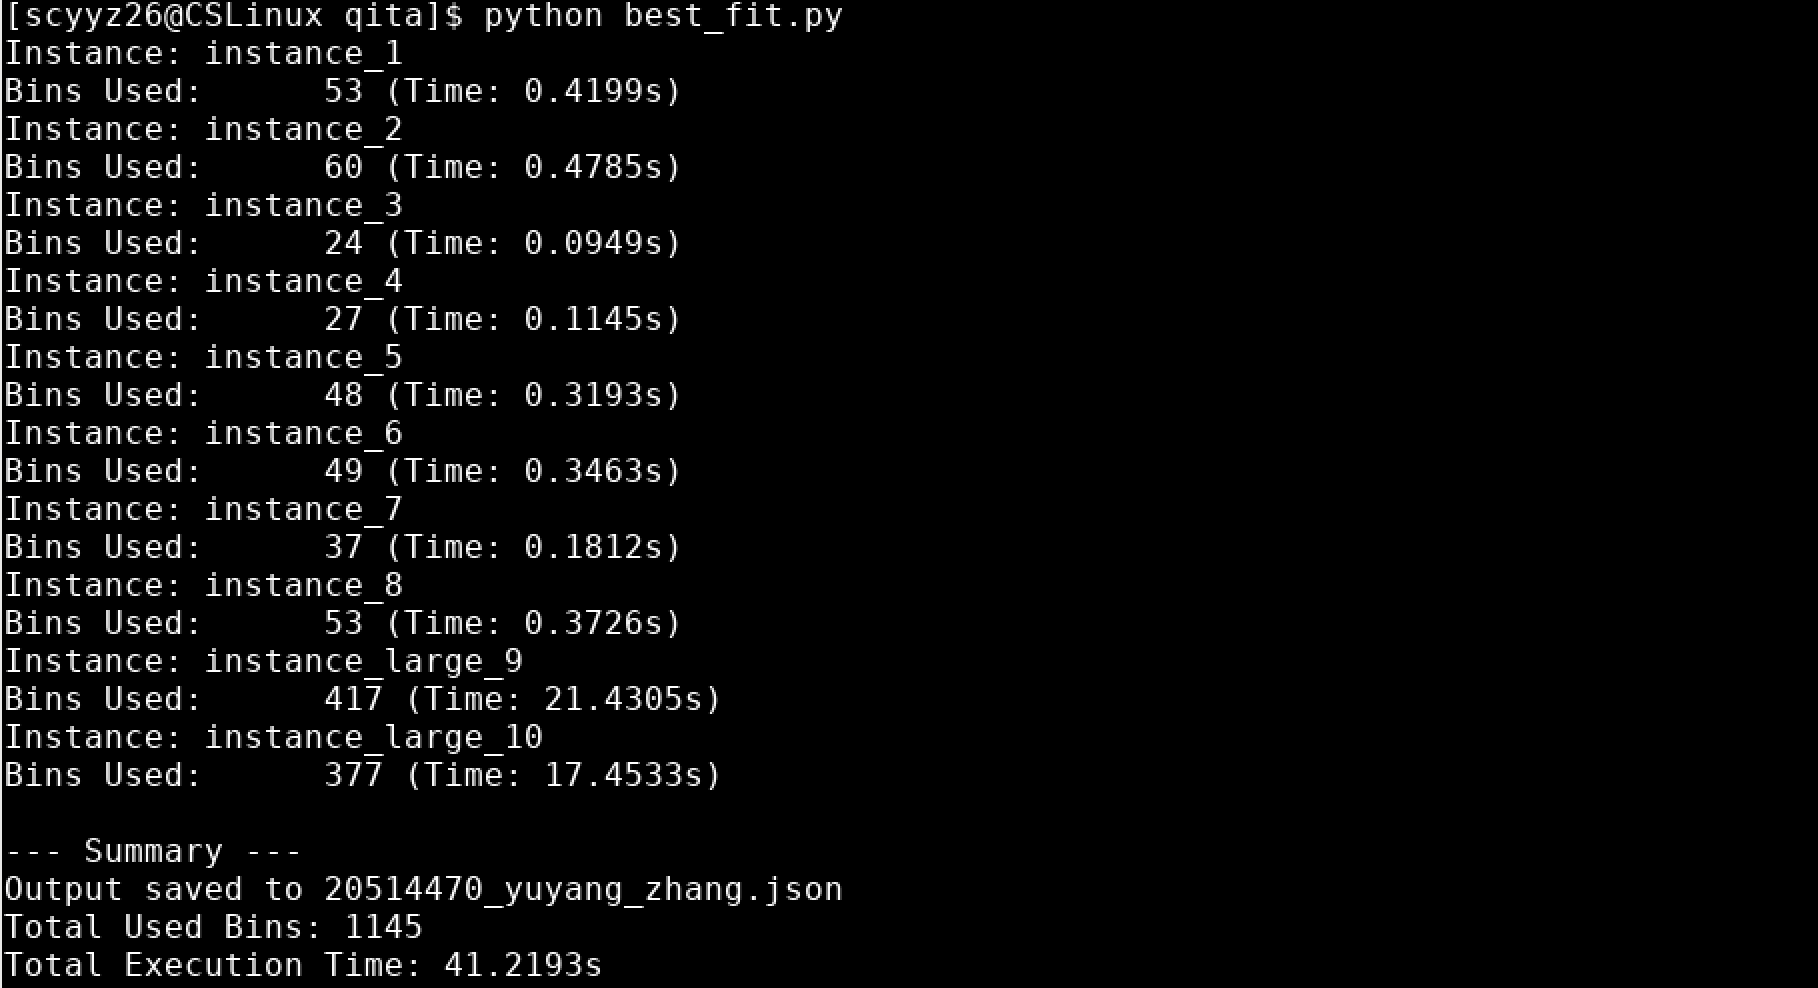 [scyyz26@CSLinux qita]$ python best_fit.py
Instance: instance_1
Bins Used:      53 (Time: 0.4199s)
Instance: instance_2
Bins Used:      60 (Time: 0.4785s)
Instance: instance_3
Bins Used:      24 (Time: 0.0949s)
Instance: instance_4
Bins Used:      27 (Time: 0.1145s)
Instance: instance_5
Bins Used:      48 (Time: 0.3193s)
Instance: instance_6
Bins Used:      49 (Time: 0.3463s)
Instance: instance_7
Bins Used:      37 (Time: 0.1812s)
Instance: instance_8
Bins Used:      53 (Time: 0.3726s)
Instance: instance_large_9
Bins Used:      417 (Time: 21.4305s)
Instance: instance_large_10
Bins Used:      377 (Time: 17.4533s)

--- Summary ---
Output saved to 20514470_yuyang_zhang.json
Total Used Bins: 1145
Total Execution Time: 41.2193s